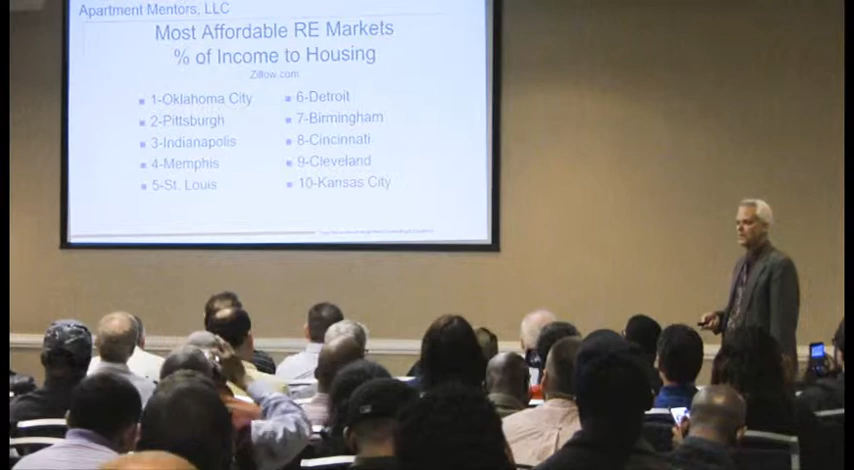 Apartment Mentors, LLC
Most Affordable RE Markets
% of Income to Housing
Zillow.com
1-Oklahoma City
2-Pittsburgh
3-Indianapolis
4-Memphis
5-St. Louis
6-Detroit
7-Birmingham
8-Cincinnati
9-Cleveland
10-Kansas City